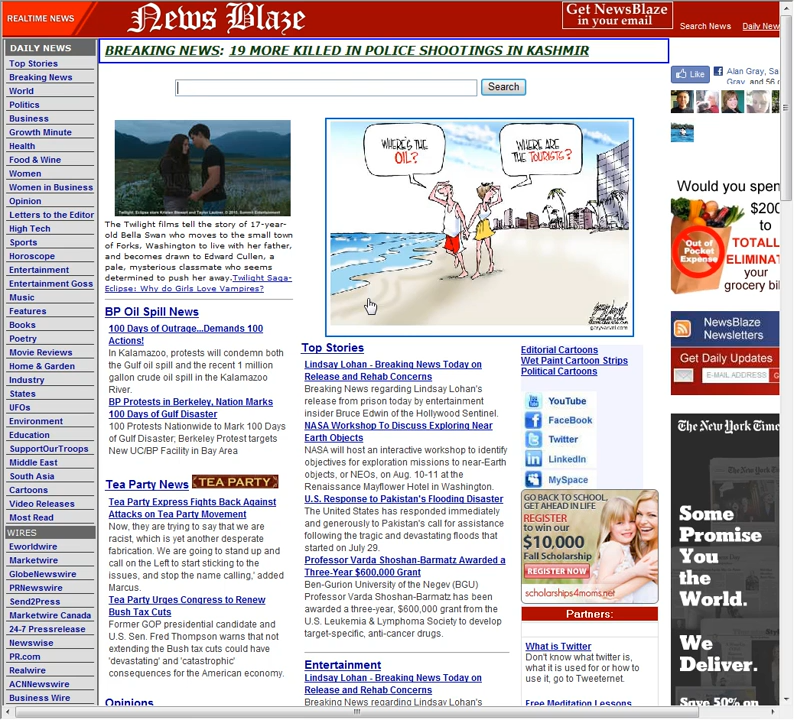 REALTIME NEWS
News Blaze
Get NewsBlaze
in your email
Search News
Daily New
DAILY NEWS
Top Stories
Breaking News
World
Politics
Business
Growth Minute
Health
Food & Wine
Women
Women in Business
Opinion
Letters to the Editor
High Tech
Sports
Horoscope
Entertainment
Entertainment Goss
Music
Features
Books
Poetry
Movie Reviews
Home & Garden
Industry
States
UFOs
Environment
Education
SupportOurTroops
Middle East
South Asia
Cartoons
Video Releases
Most Read
WIRES
Eworldwire
Marketwire
GlobeNewswire
PRNewswire
Send2Press
Marketwire Canada
24-7 Pressrelease
Newswise
PR.com
Realwire
ACNNewswire
Business Wire
BREAKING NEWS: 19 MORE KILLED IN POLICE SHOOTINGS IN KASHMIR
Search
The Twilight films tell the story of 17-year-
old Bella Swan who moves to the small town
of Forks, Washington to live with her father,
and becomes drawn to Edward Cullen, a
pale, mysterious classmate who seems
determined to push her away.Twilight Saga-
Eclipse: Why do Girls Love Vampires?
BP Oil Spill News
100 Days of Outrage...Demands 100
Actions!
In Kalamazoo, protests will condemn both
the Gulf oil spill and the recent 1 million
gallon crude oil spill in the Kalamazoo
River.
BP Protests in Berkeley, Nation Marks
100 Days of Gulf Disaster
100 Protests Nationwide to Mark 100
Days of Gulf Disaster; Berkeley Protest targets
New UC/BP Facility in Bay Area
Tea Party News
TEA PARTY
Tea Party Express Fights Back Against
Attacks on Tea Party Movement
Now, they are trying to say that we are
racist, which is yet another desperate
fabrication. We are going to stand up and
call on the Left to start sticking to the
issues, and stop the name calling,' added
Marcus.
Tea Party Urges Congress to Renew
Bush Tax Cuts
Former GOP presidential candidate and
U.S. Sen. Fred Thompson warns that not
extending the Bush tax cuts could have
'devastating' and 'catastrophic'
consequences for the American economy.
Opinions
WHERE'S THE
OIL?
WHERE ARE
THE TOURISTS?
Top Stories
Lindsay Lohan - Breaking News Today on
Release and Rehab Concerns
Breaking News regarding Lindsay Lohan's
release from prison today by entertainment
insider Bruce Edwin of the Hollywood Sentinel.
NASA Workshop To Discuss Exploring Near
Earth Objects
NASA will host an interactive workshop to identify
objectives for exploration missions to near-Earth
objects, or NEOs, on Aug. 10-11 at the
Renaissance Mayflower Hotel in Washington.
U.S. Response to Pakistan's Flooding Disaster
The United States has responded immediately
and generously to Pakistan's call for assistance
following the tragic and devastating floods that
started on July 29.
Professor Varda Shoshan-Barmatz Awarded a
Three-Year $600,000 Grant
Ben-Gurion University of the Negev (BGU)
Professor Varda Shoshan-Barmatz has
been awarded a three-year, $600,000 grant from the
U.S. Leukemia & Lymphoma Society to develop
target-specific, anti-cancer drugs.
Entertainment
Lindsay Lohan - Breaking News Today on
Release and Rehab Concerns
Breaking News regarding Lindsay Lohan's
Editorial Cartoons
Wet Paint Cartoon Strips
Political Cartoons
YouTube
FaceBook
Twitter
LinkedIn
MySpace
GO BACK TO SCHOOL,
GET AHEAD IN LIFE
REGISTER
to win our
$10,000
Fall Scholarship
REGISTER NOW
scholarships4moms.net
Partners:
What is Twitter
Don't know what twitter is,
what it is used for or how to
use it, go to Tweeternet.
Free Meditation Lessons
Like
Alan Gray, Sa
Gray, and 56 o
Would you spen
$200
to
TOTALL
ELIMINAT
your
grocery bil
Out of
Pocket
Expense
NewsBlaze
Newsletters
Get Daily Updates
E-MAIL ADDRESS
G
The New York Time
Some
Promise
You
the
World.
We
Deliver.
Save 50% on